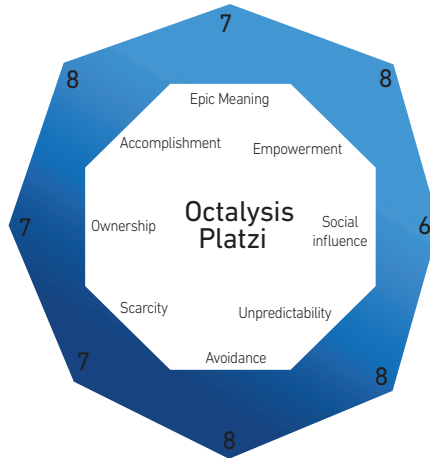 7
8
8
Epic Meaning
Accomplishment
Empowerment
7
Ownership
Octalysis
Platzi
Social
influence
6
Scarcity
Unpredictability
7
Avoidance
8
8